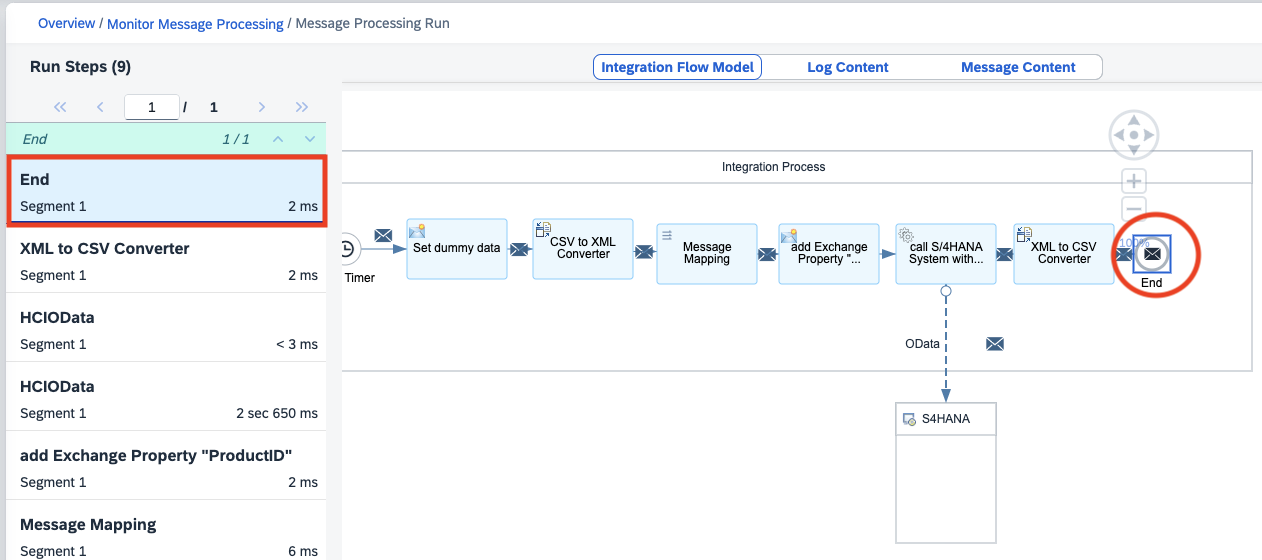 Overview / Monitor Message Processing / Message Processing Run
Run Steps (9)
1 / 1
End 1 / 1
End
Segment 1 2 ms
XML to CSV Converter
Segment 1 2 ms
HCIOData
Segment 1 < 3 ms
HCIOData
Segment 1 2 sec 650 ms
add Exchange Property "ProductID"
Segment 1 2 ms
Message Mapping
Segment 1 6 ms
Integration Flow Model Log Content Message Content
Integration Process
Timer
Set dummy data
CSV to XML
Converter
Message
Mapping
add Exchange
Property "...
call S/4HANA
System with...
XML to CSV
Converter
100%
End
OData
S4HANA